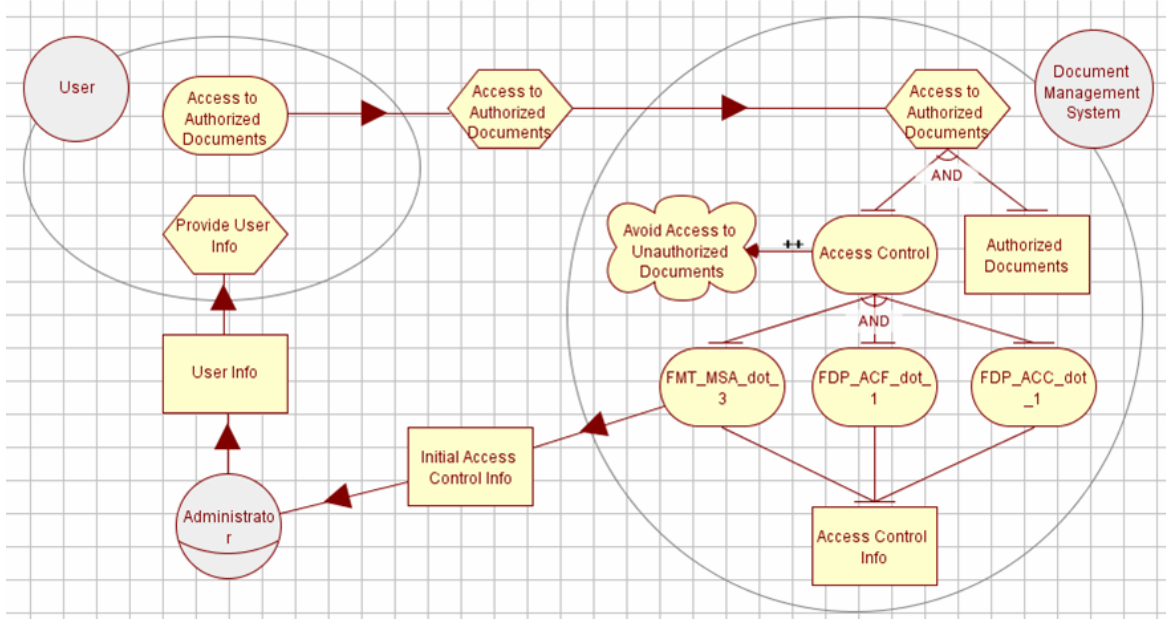 User
Access to
Authorized
Documents
Access to
Authorized
Documents
Access to
Authorized
Documents
Document
Management
System
AND
Provide User
Info
Avoid Access to
Unauthorized
Documents
++
Access Control
Authorized
Documents
AND
User Info
FMT_MSA_dot_
3
FDP_ACF_dot_
1
FDP_ACC_dot
_1
Initial Access
Control Info
Administrato
r
Access Control
Info